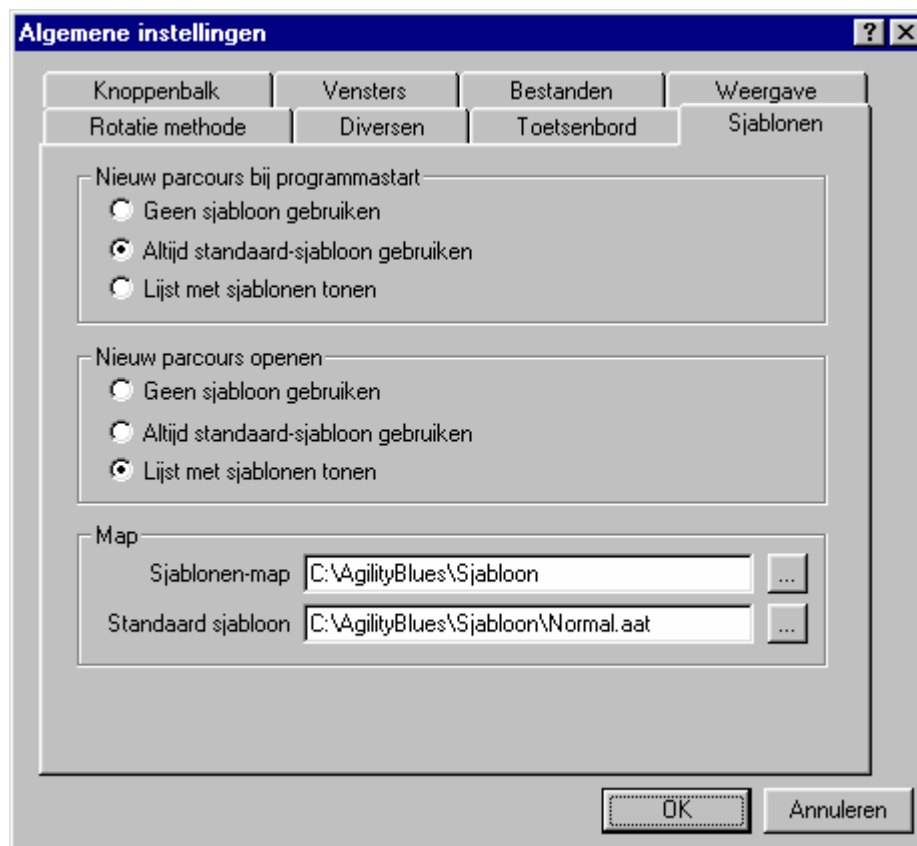 Algemene instellingen
Knoppenbalk Vensters Bestanden Weergave
Rotatie methode Diversen Toetsenbord Sjablonen
Nieuw parcours bij programmastart
Geen sjabloon gebruiken
Altijd standaard-sjabloon gebruiken
Lijst met sjablonen tonen
Nieuw parcours openen
Geen sjabloon gebruiken
Altijd standaard-sjabloon gebruiken
Lijst met sjablonen tonen
Map
Sjablonen-map C:\AgilityBlues\Sjabloon ...
Standaard sjabloon C:\AgilityBlues\Sjabloon\Normal.aat ...
OK Annuleren